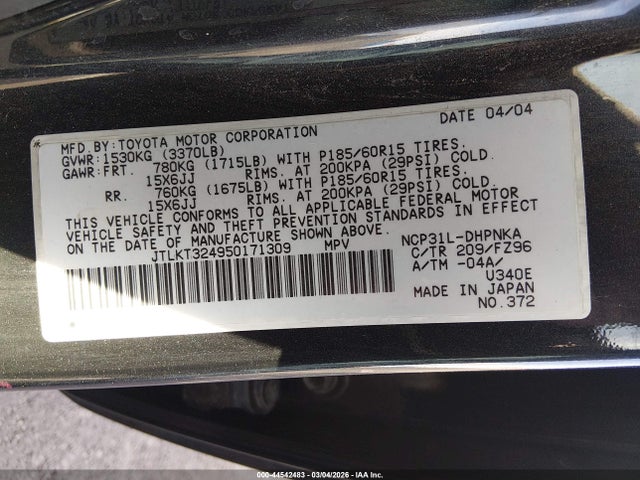 DATE 04/04
MFD.BY:TOYOTA MOTOR CORPORATION
GVWR:1530KG (3370LB)
GAWR:FRT. 780KG (1715LB) WITH P185/60R15 TIRES.
15X6JJ RIMS. AT 200KPA (29PSI) COLD.
RR. 760KG (1675LB) WITH P185/60R15 TIRES.
15X6JJ RIMS. AT 200KPA (29PSI) COLD.
THIS VEHICLE CONFORMS TO ALL APPLICABLE FEDERAL MOTOR
VEHICLE SAFETY AND THEFT PREVENTION STANDARDS IN EFFECT
ON THE DATE OF MANUFACTURE SHOWN ABOVE.
JTLKT324950171309 MPV
NCP31L-DHPNKA
C/TR 209/FZ96
A/TM -04A/
U340E
MADE IN JAPAN
NO.372
000-44542483 - 03/04/2026 - IAA Inc.